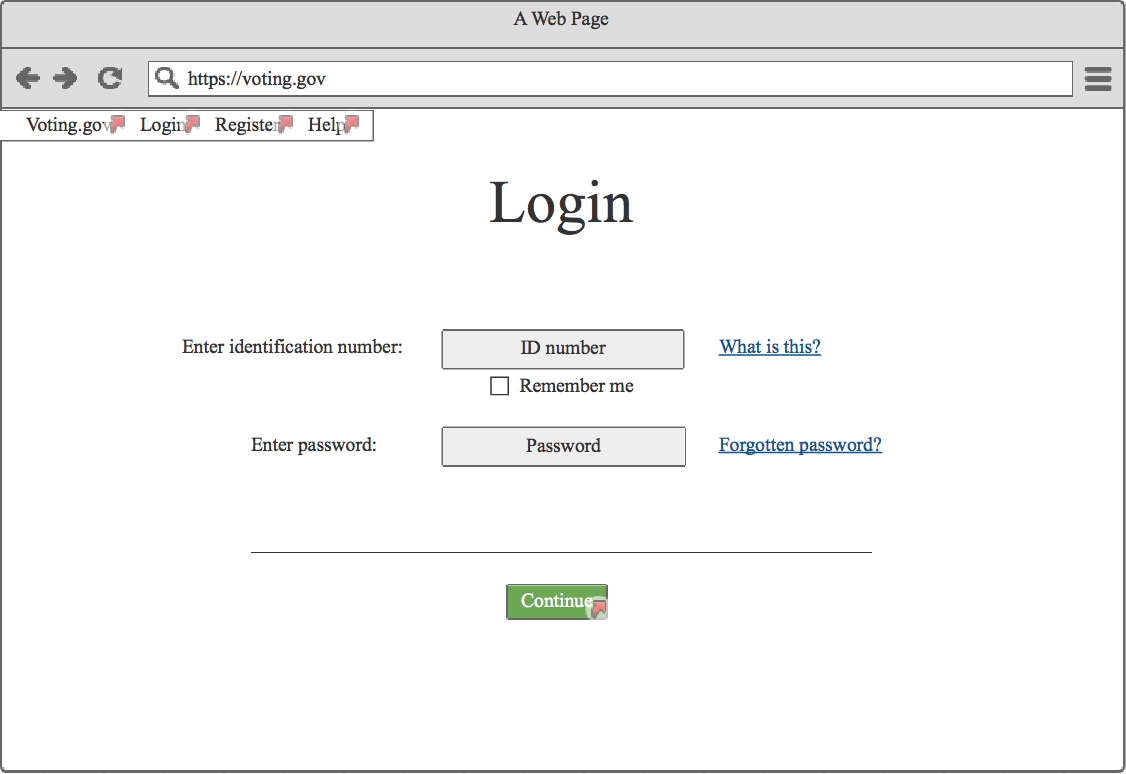 A Web Page
https://voting.gov
Voting.gov Login Register Help
Login
Enter identification number: ID number What is this?
Remember me
Enter password: Password Forgotten password?
Continue